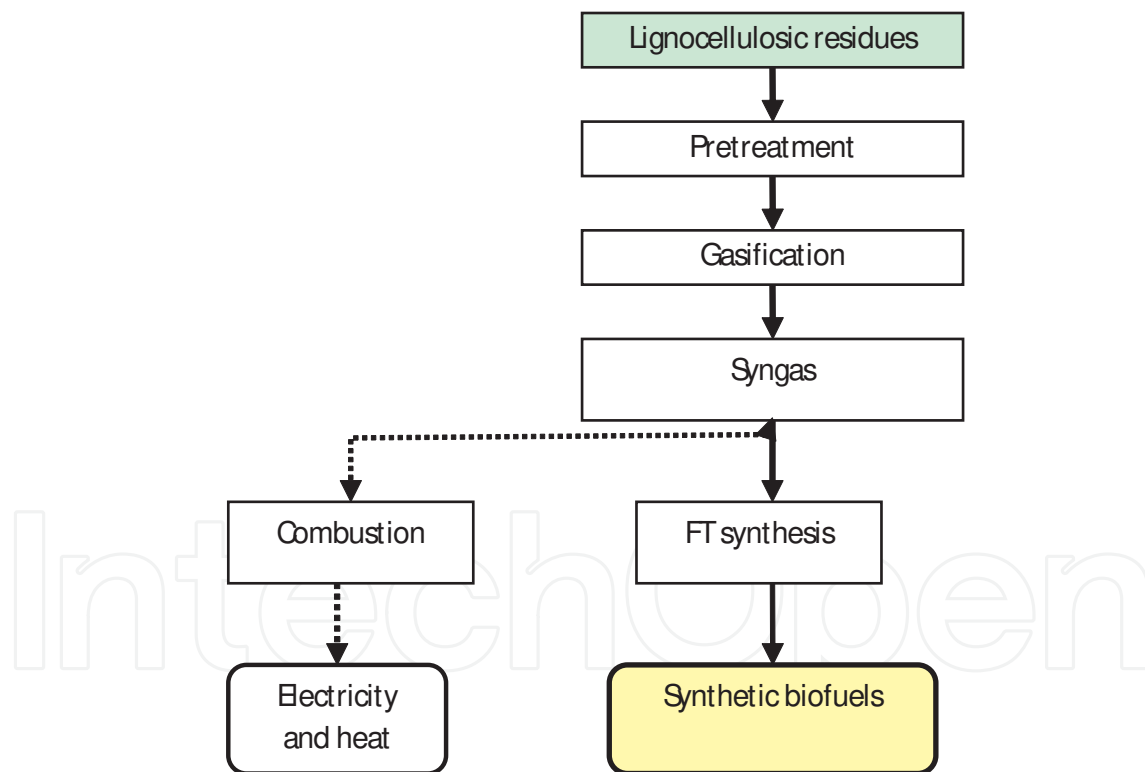 Lignocellulosic residues
Pretreatment
Gasification
Syngas
Combustion
FT synthesis
IntechOpen
Electricity
and heat
Synthetic biofuels